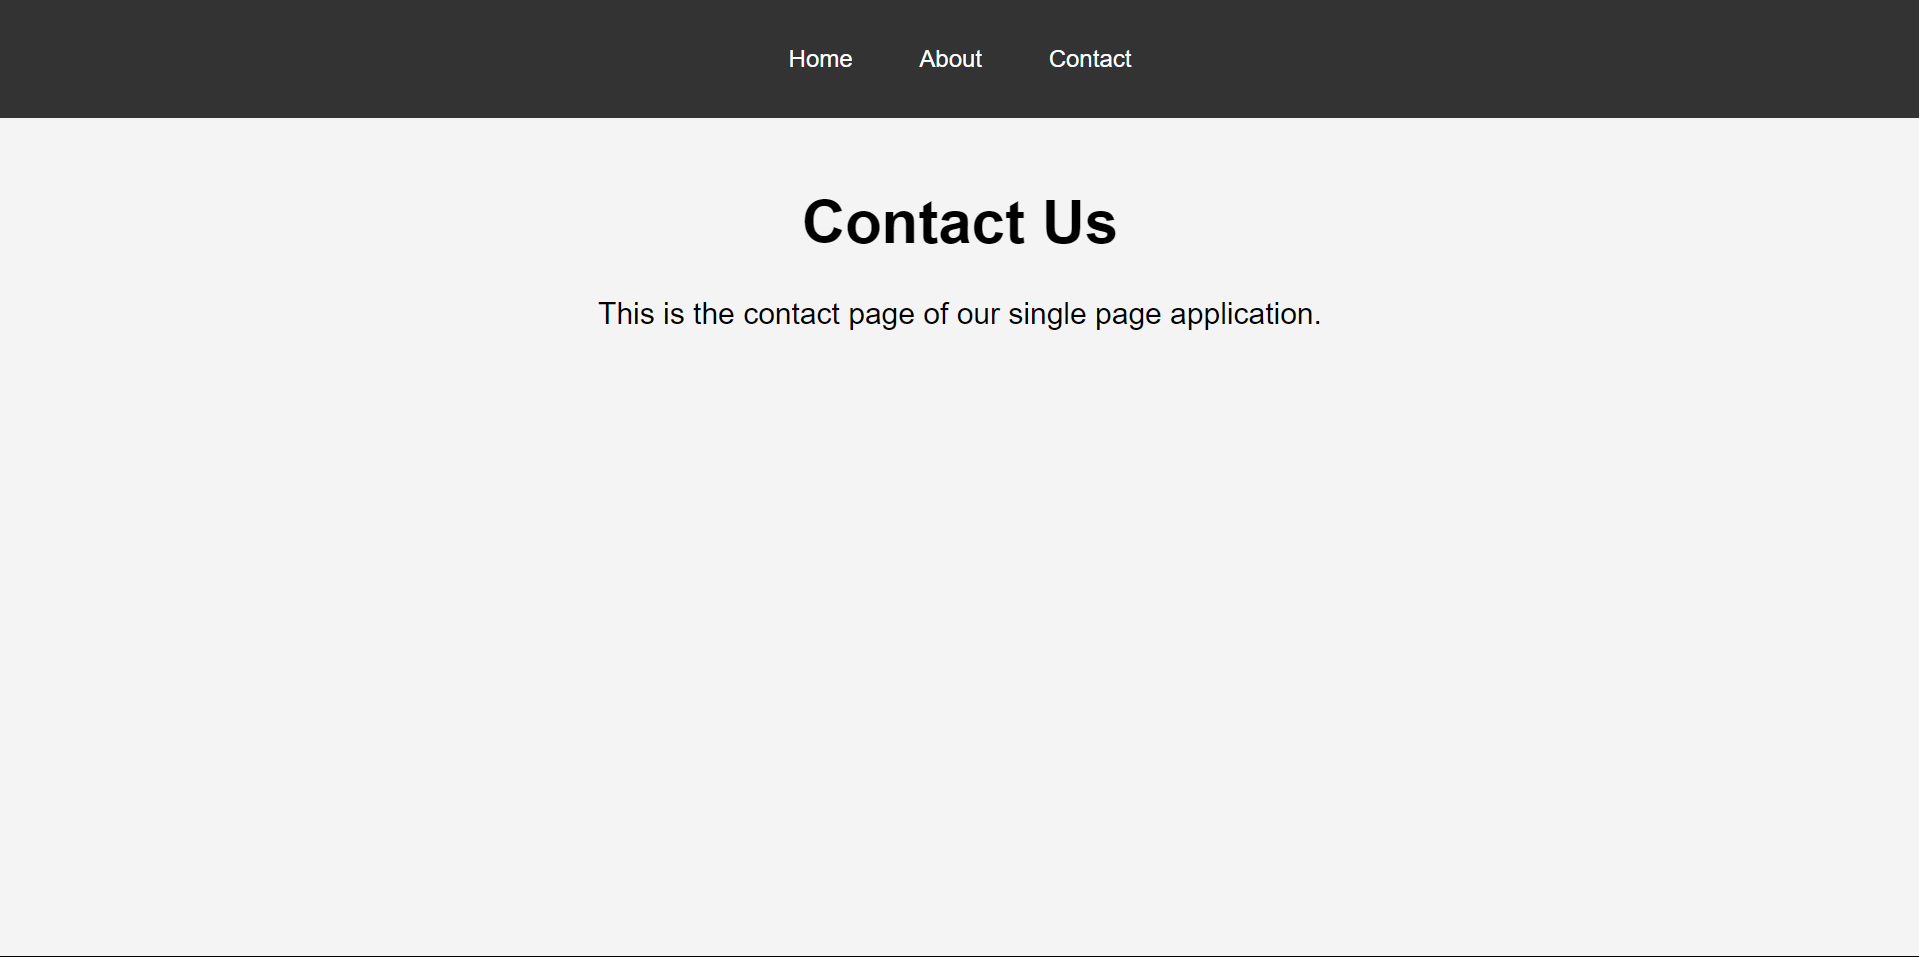 Home About Contact
Contact Us
This is the contact page of our single page application.